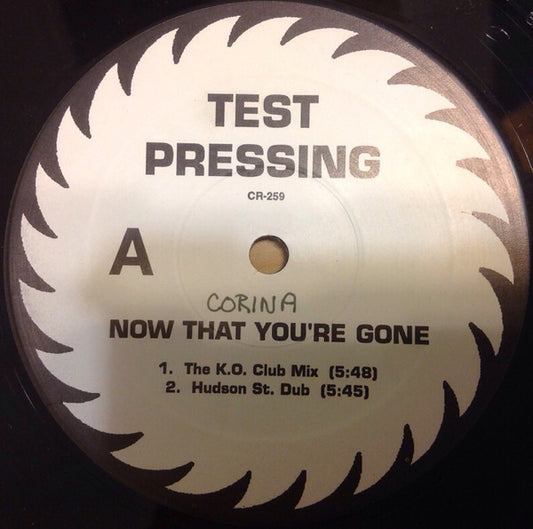 TEST
PRESSING
CR-259
A
CORINA
NOW THAT YOU'RE GONE
1. The K.O. Club Mix (5:48)
2. Hudson St. Dub (5:45)